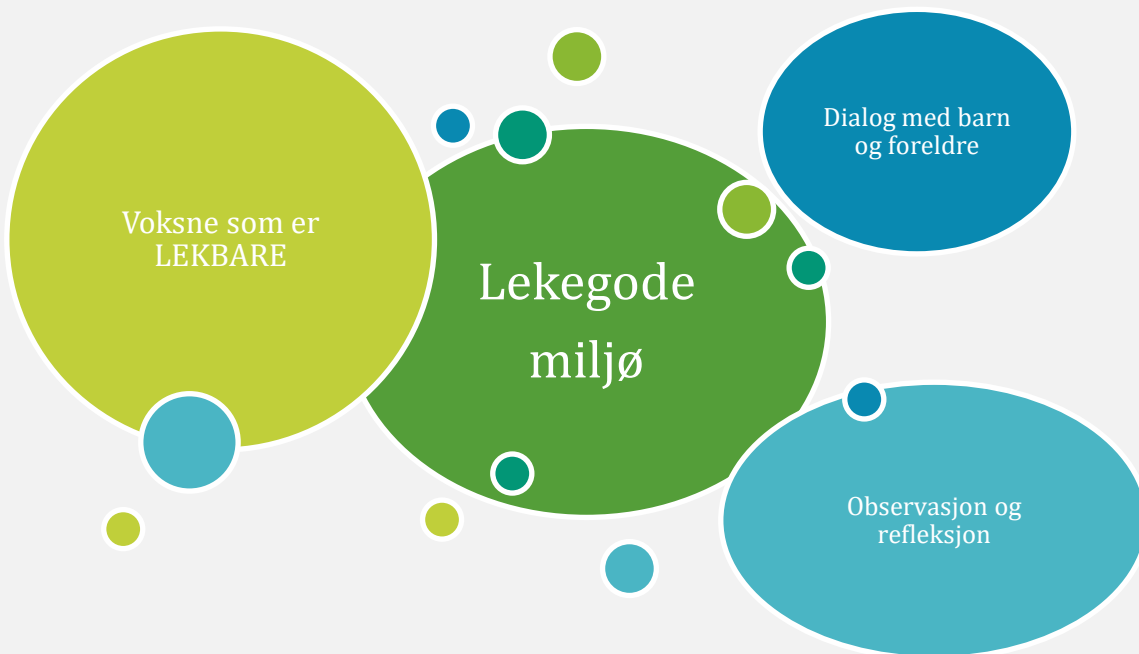 Voksne som er
LEKBARE
Lekegode
miljø
Dialog med barn
og foreldre
Observasjon og
refleksjon